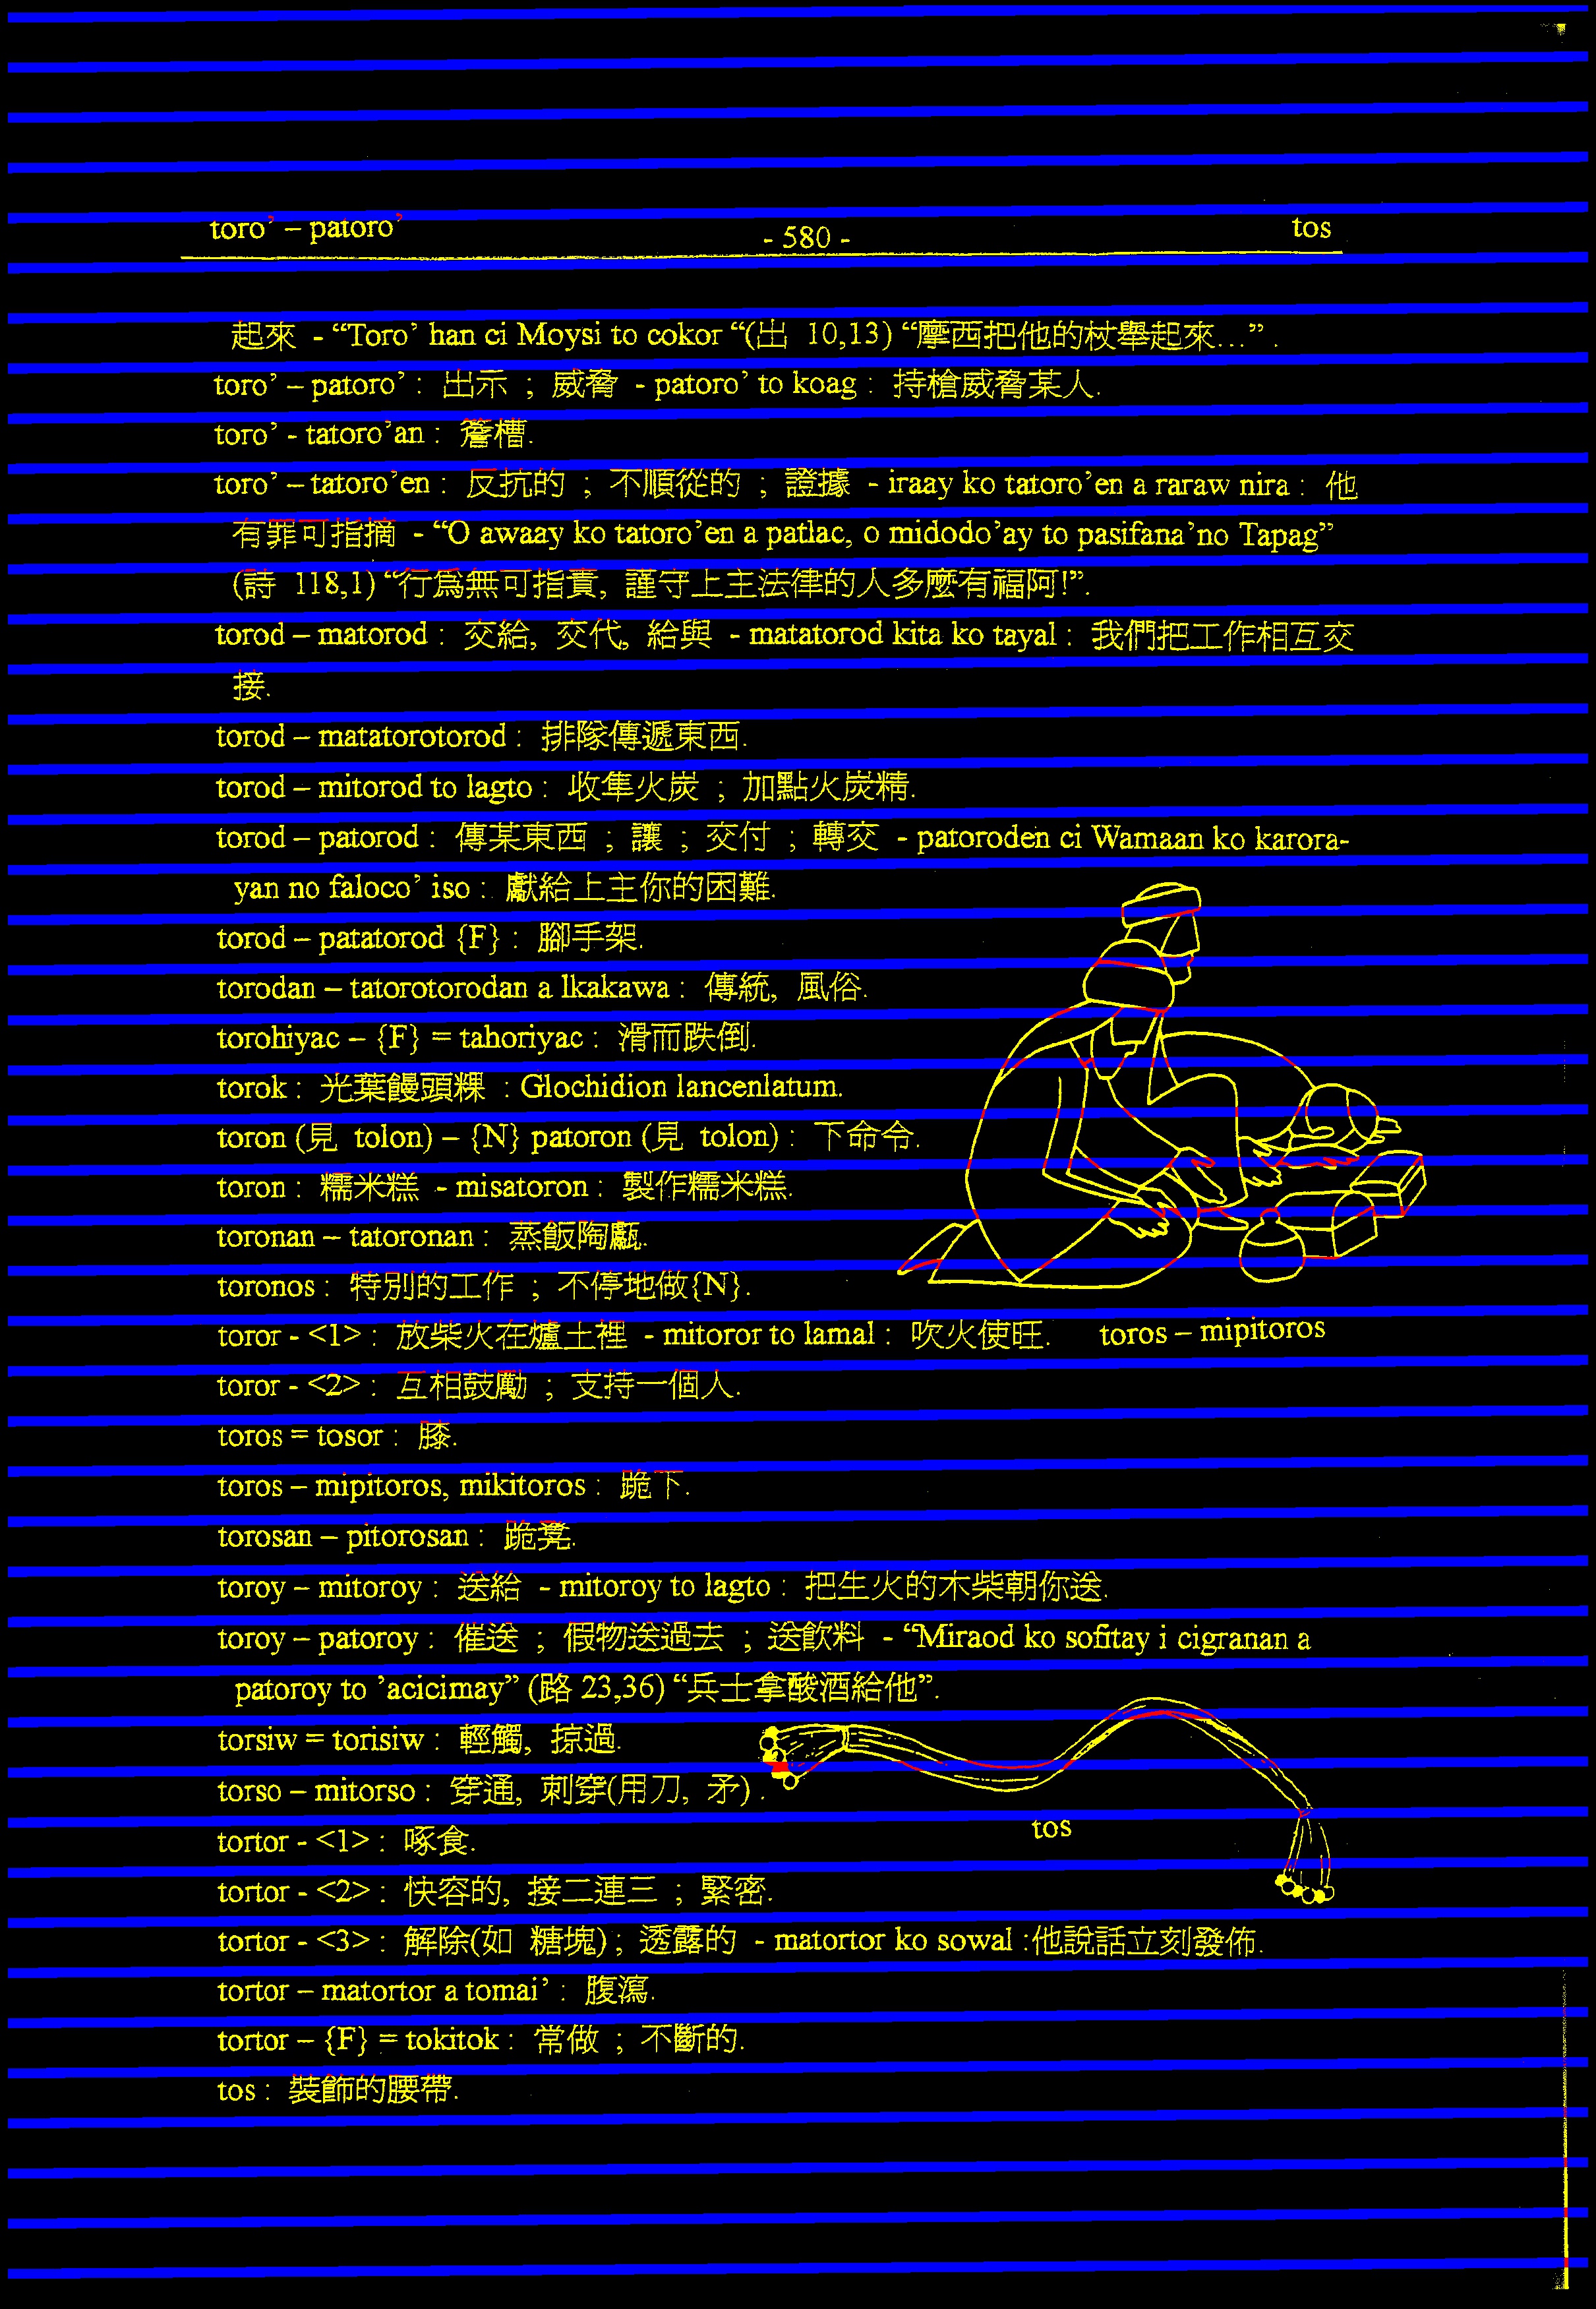 toro’ – patoro’ - 580 - tos
起來 - “Toro’ han ci Moysi to cokor “(出 10,13) “摩西把他的杖舉起來…” .
toro’ – patoro’ : 出示 ; 威脅 - patoro’ to koag : 持槍威脅某人.
toro’ - tatoro’an : 簷槽.
toro’ – tatoro’en : 反抗的 ; 不順從的 ; 證據 - iraay ko tatoro’en a raraw nira : 他
有罪可指摘 - “O awaay ko tatoro’en a patlac, o midodo’ay to pasifana’no Tapag”
(詩 118,1) “行爲無可指責, 謹守上主法律的人多麼有福阿!”.
torod – matorod : 交給, 交代, 給與 - matatorod kita ko tayal : 我們把工作相互交
接.
torod – matatorotorod : 排隊傳遞東西.
torod – mitorod to lagto : 收隼火炭 ; 加點火炭精.
torod – patorod : 傳某東西 ; 讓 ; 交付 ; 轉交 - patoroden ci Wamaan ko karora-
yan no faloco’ iso : 獻給上主你的困難.
torod – patatorod {F} : 腳手架.
torodan – tatorotorodan a lkakawa : 傳統, 風俗.
torohiyac – {F} = tahoriyac : 滑而跌倒.
torok : 光葉饅頭粿 : Glochidion lancenlatum.
toron (見 tolon) – {N} patoron (見 tolon) : 下命令.
toron : 糯米糕 - misatoron : 製作糯米糕.
toronan – tatoronan : 蒸飯陶甗.
toronos : 特別的工作 ; 不停地做{N}.
toror - <1> : 放柴火在爐土裡 - mitoror to lamal : 吹火使旺. toros – mipitoros
toror - <2> : 互相鼓勵 ; 支持一個人.
toros = tosor : 膝.
toros – mipitoros, mikitoros : 跪下.
torosan – pitorosan : 跪凳.
toroy – mitoroy : 送給 - mitoroy to lagto : 把生火的木柴朝你送.
toroy – patoroy : 催送 ; 假物送過去 ; 送飲料 - “Miraod ko sofitay i cigranan a
patoroy to ’acicimay” (路 23,36) “兵士拿酸酒給他”.
torsiw = torisiw : 輕觸, 掠過.
torso – mitorso : 穿通, 刺穿(用刀, 矛) .
tos
tortor - <1> : 啄食.
tortor - <2> : 快容的, 接二連三 ; 緊密.
tortor - <3> : 解除(如 糖塊) ; 透露的 - matortor ko sowal :他說話立刻發佈.
tortor – matortor a tomai’ : 腹瀉.
tortor – {F} = tokitok : 常做 ; 不斷的.
tos : 裝飾的腰帶.